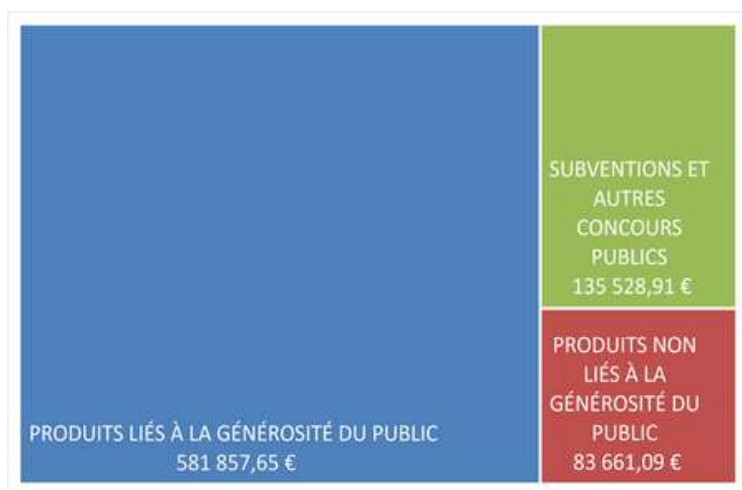 PRODUITS LIÉS À LA GÉNÉROSITÉ DU PUBLIC
581 857,65 €
SUBVENTIONS ET
AUTRES
CONCOURS
PUBLICS
135 528,91 €
PRODUITS NON
LIÉS À LA
GÉNÉROSITÉ DU
PUBLIC
83 661,09 €